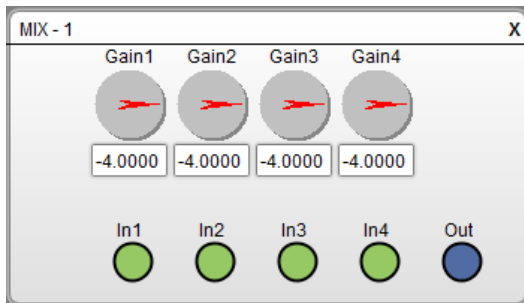 MIX - 1 X
Gain1 Gain2 Gain3 Gain4
-4.0000 -4.0000 -4.0000 -4.0000
In1 In2 In3 In4 Out